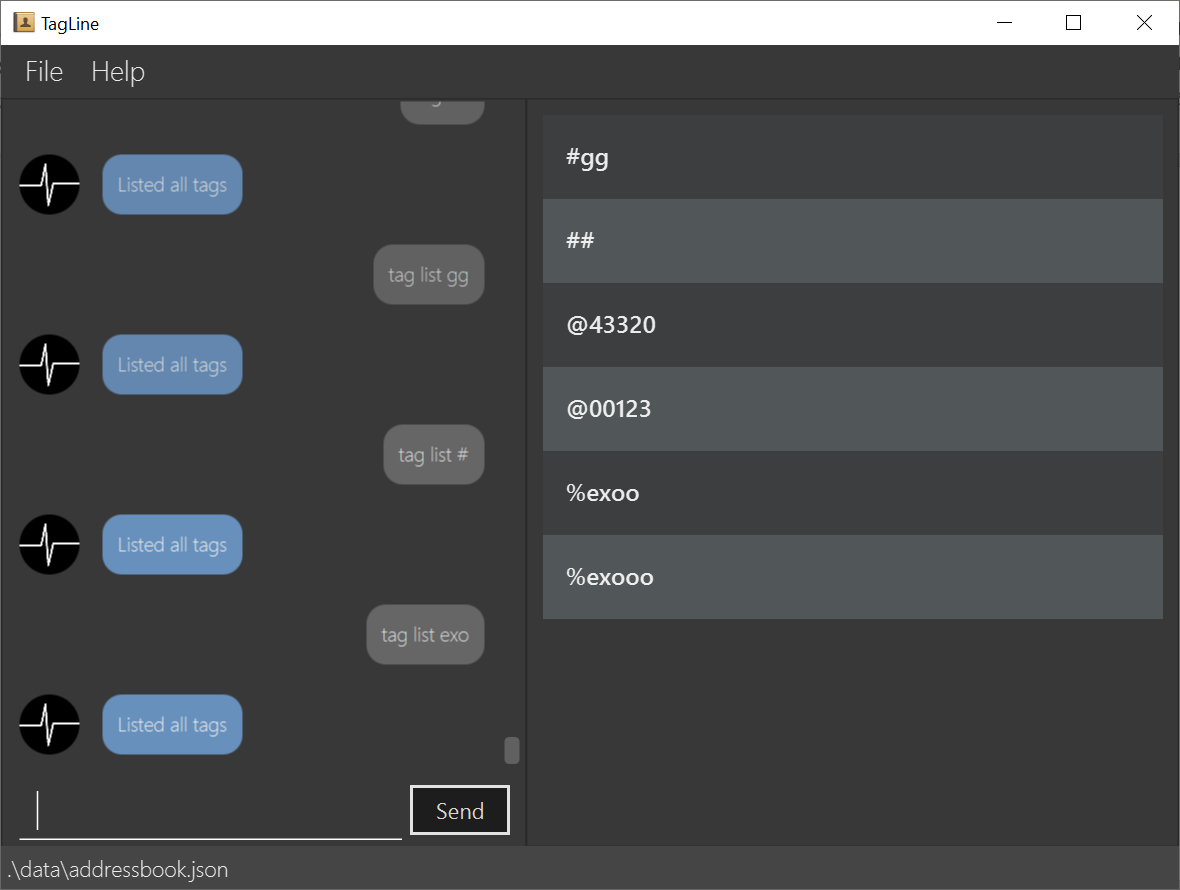 TagLine
File Help
Listed all tags
tag list gg
Listed all tags
tag list #
Listed all tags
tag list exo
Listed all tags
Send
#gg
##
@43320
@00123
%exoo
%exooo
.\data\addressbook.json